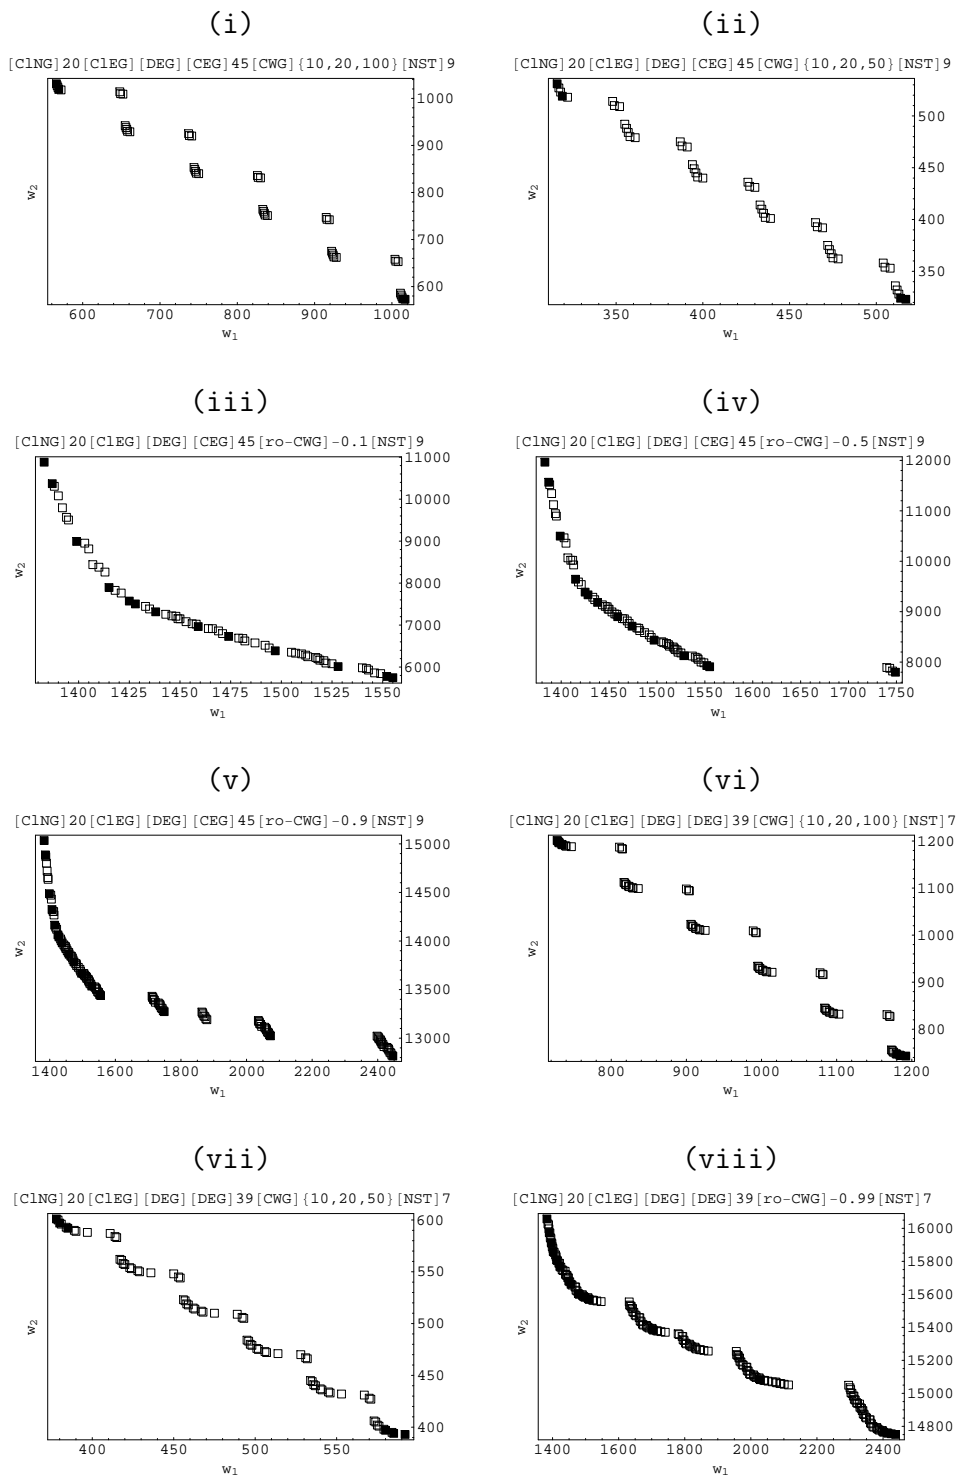 (i)
[ClNG]20[ClEG][DEG][CEG]45[CWG]{10,20,100}[NST]9
1000
900
800
700
600
w2
600 700 800 900 1000
w1
(ii)
[ClNG]20[ClEG][DEG][CEG]45[CWG]{10,20,50}[NST]9
500
450
400
350
w2
350 400 450 500
w1
(iii)
[ClNG]20[ClEG][DEG][CEG]45[ro-CWG]-0.1[NST]9
11000
10000
9000
8000
7000
6000
w2
1400 1425 1450 1475 1500 1525 1550
w1
(iv)
[ClNG]20[ClEG][DEG][CEG]45[ro-CWG]-0.5[NST]9
12000
11000
10000
9000
8000
w2
1400 1450 1500 1550 1600 1650 1700 1750
w1
(v)
[ClNG]20[ClEG][DEG][CEG]45[ro-CWG]-0.9[NST]9
15000
14500
14000
13500
13000
w2
1400 1600 1800 2000 2200 2400
w1
(vi)
[ClNG]20[ClEG][DEG][DEG]39[CWG]{10,20,100}[NST]7
1200
1100
1000
900
800
w2
800 900 1000 1100 1200
w1
(vii)
[ClNG]20[ClEG][DEG][DEG]39[CWG]{10,20,50}[NST]7
600
550
500
450
400
w2
400 450 500 550
w1
(viii)
[ClNG]20[ClEG][DEG][DEG]39[ro-CWG]-0.99[NST]7
16000
15800
15600
15400
15200
15000
14800
w2
1400 1600 1800 2000 2200 2400
w1